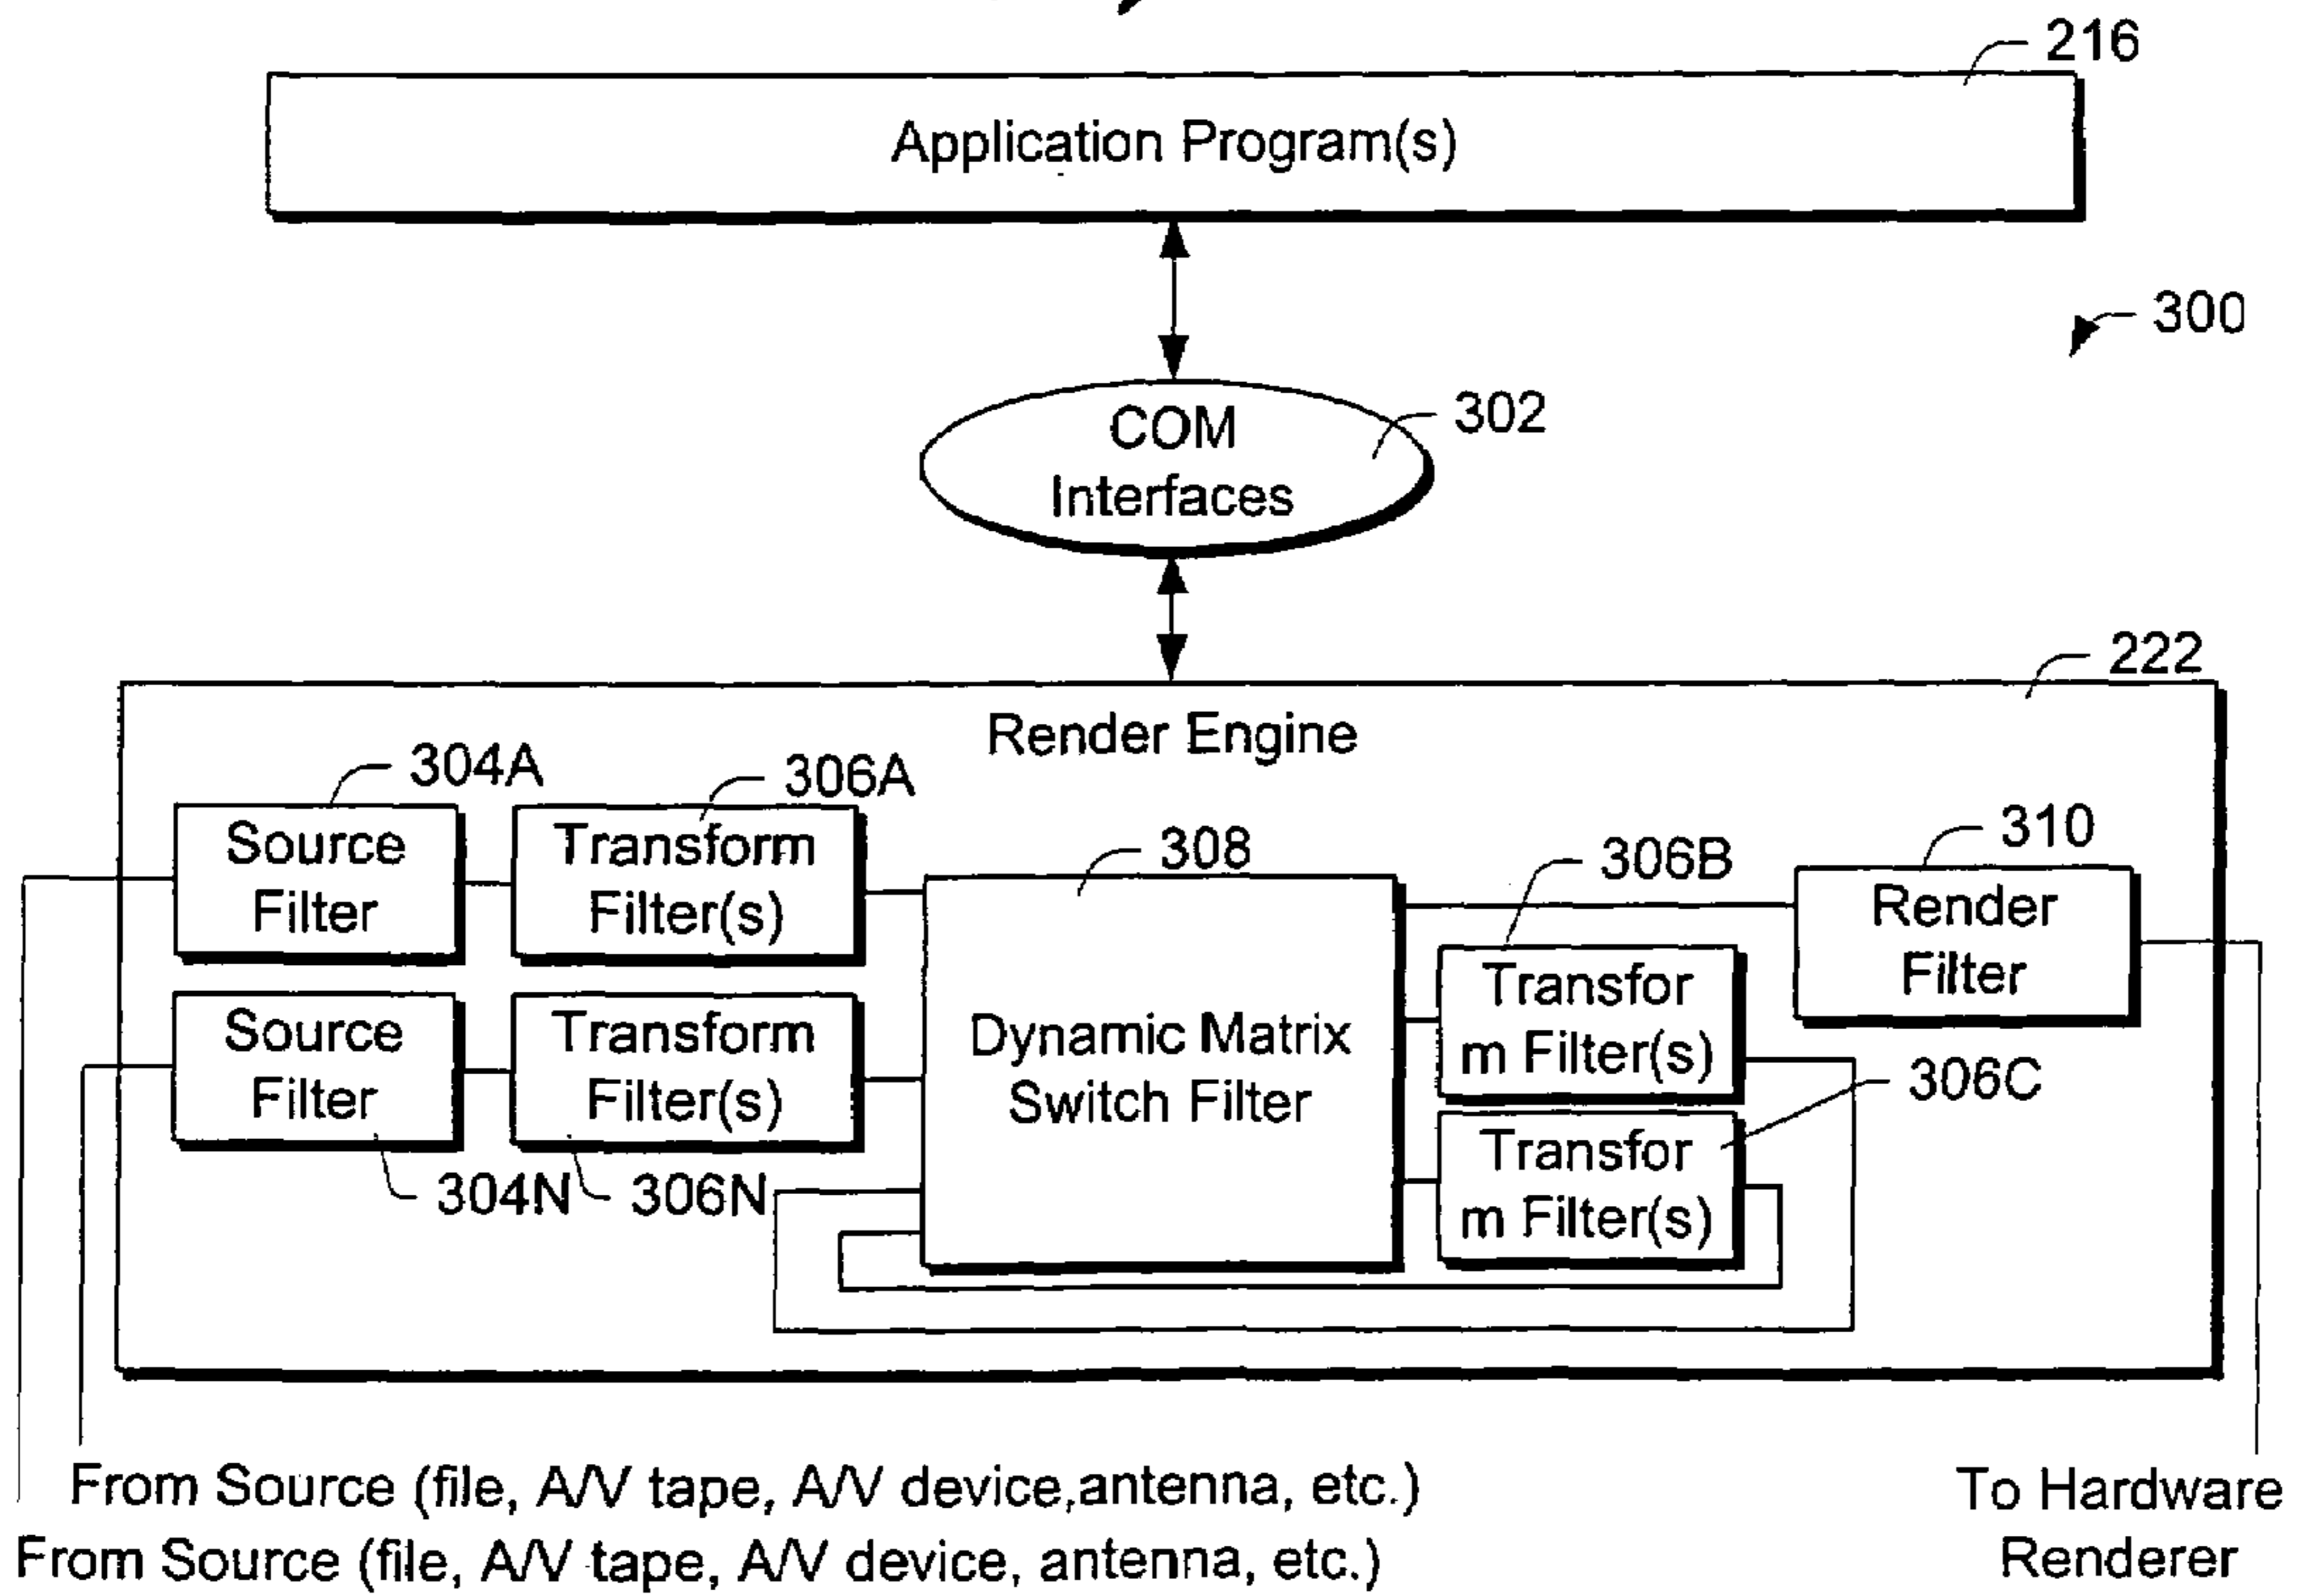 216
Application Program(s)
300
COM
Interfaces
302
222
Render Engine
304A
306A
Source
Filter
Transform
Filter(s)
308
306B
310
Render
Filter
Source
Filter
Transform
Filter(s)
Dynamic Matrix
Switch Filter
Transfor
m Filter(s)
306C
Transfor
m Filter(s)
304N
306N
From Source (file, A/V tape, A/V device,antenna, etc.)
From Source (file, A/V tape, A/V device, antenna, etc.)
To Hardware
Renderer